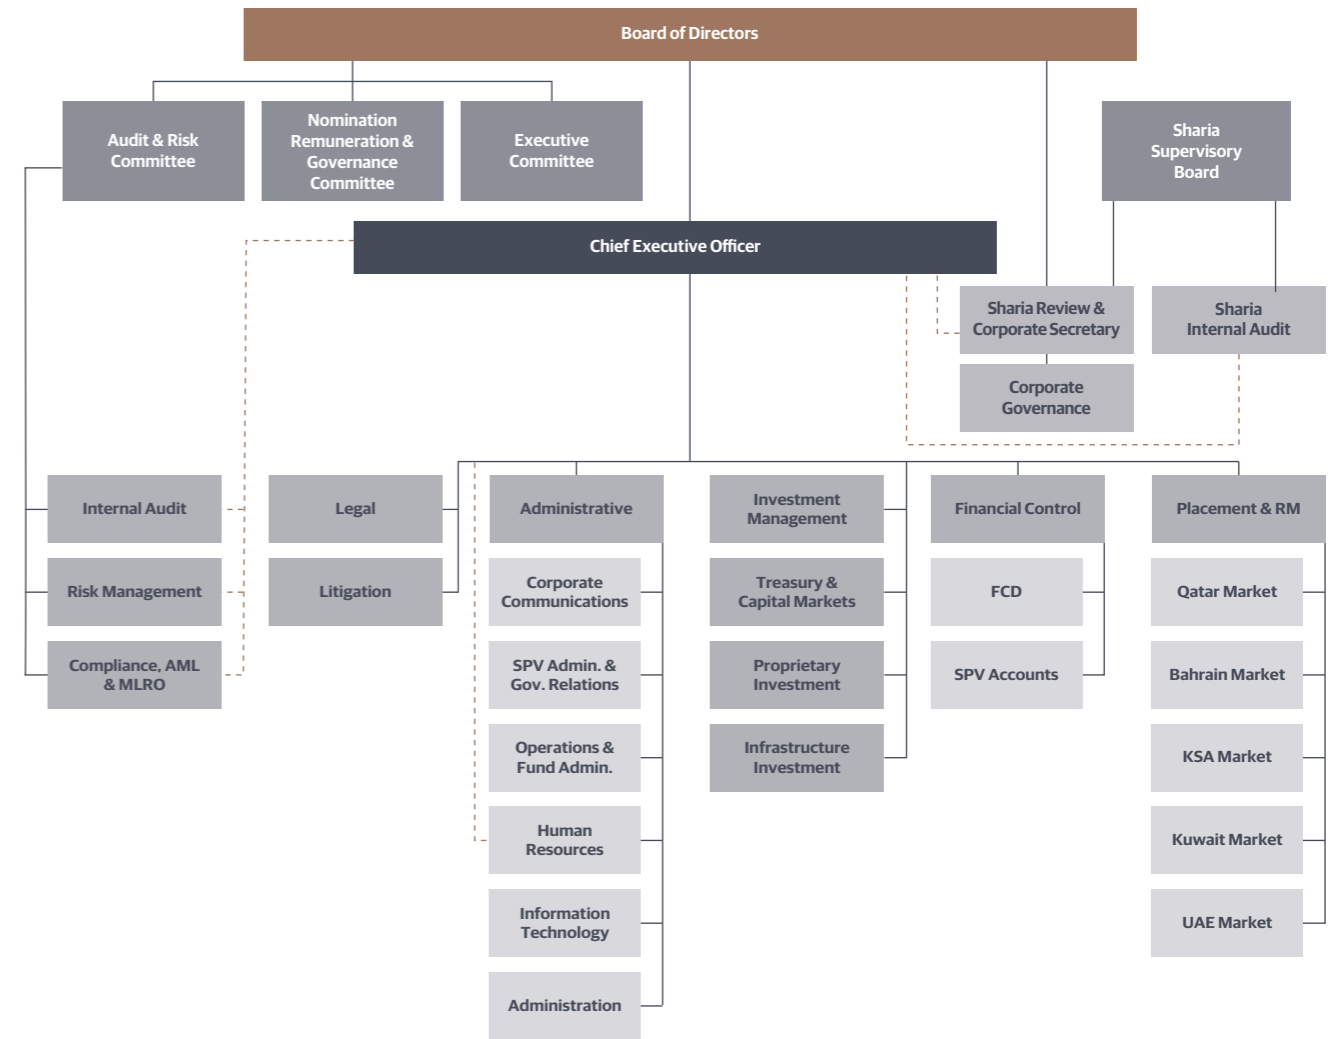 Board of Directors
Audit & Risk
Committee
Nomination
Remuneration &
Governance
Committee
Executive
Committee
Sharia
Supervisory
Board
Chief Executive Officer
Sharia Review &
Corporate Secretary
Sharia
Internal Audit
Corporate
Governance
Internal Audit
Risk Management
Compliance, AML
& MLRO
Legal
Litigation
Administrative
Corporate
Communications
SPV Admin. &
Gov. Relations
Operations &
Fund Admin.
Human
Resources
Information
Technology
Administration
Investment
Management
Treasury &
Capital Markets
Proprietary
Investment
Infrastructure
Investment
Financial Control
FCD
SPV Accounts
Placement & RM
Qatar Market
Bahrain Market
KSA Market
Kuwait Market
UAE Market